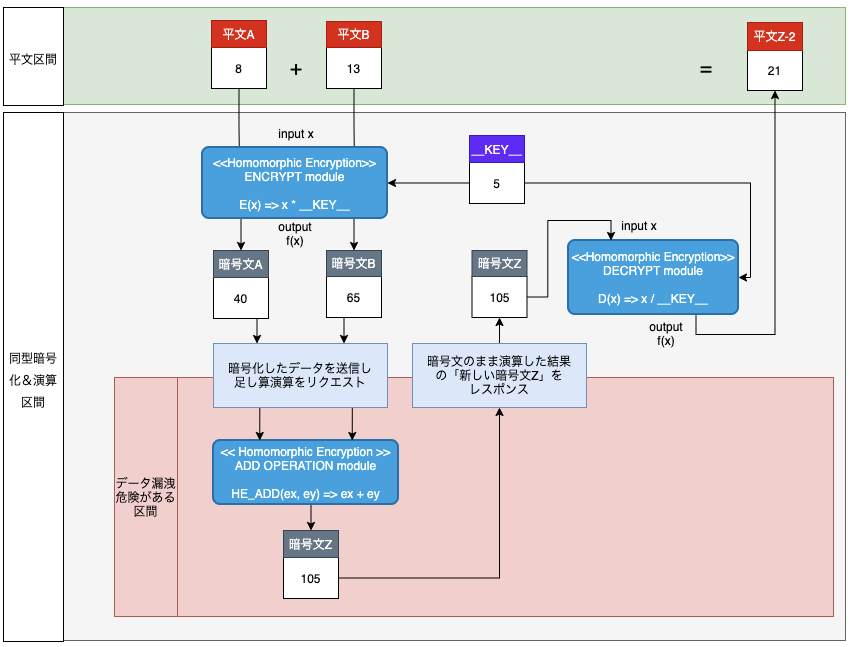 平文区間
平文A
8
+
平文B
13
=
平文Z-2
21
同型暗号
化＆演算
区間
input x
<<Homomorphic Encryption>>
ENCRYPT module
E(x) => x * __KEY__
output
f(x)
__KEY__
5
暗号文A
40
暗号文B
65
暗号文Z
105
input x
<<Homomorphic Encryption>>
DECRYPT module
D(x) => x / __KEY__
output
f(x)
暗号化したデータを送信し
足し算演算をリクエスト
暗号文のまま演算した結果
の「新しい暗号文Z」を
レスポンス
データ漏洩
危険がある
区間
<< Homomorphic Encryption >>
ADD OPERATION module
HE_ADD(ex, ey) => ex + ey
暗号文Z
105